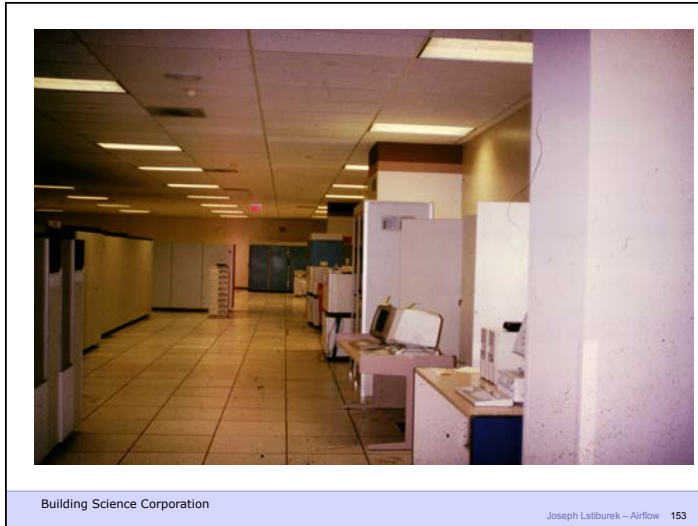 Building Science Corporation
Joseph Lstiburek – Airflow 153